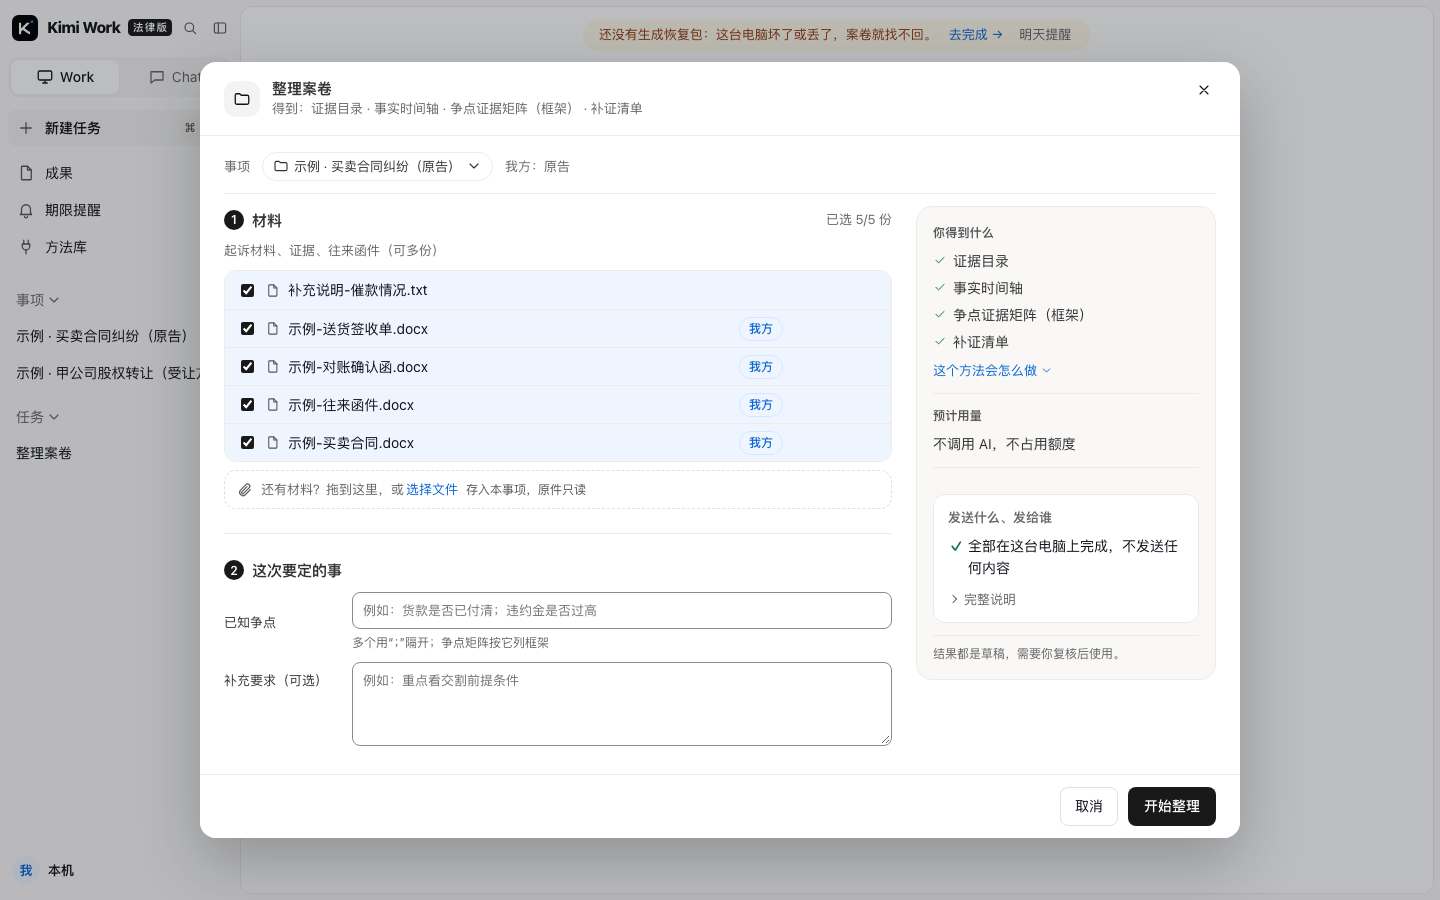 Kimi Work 法律版
还没有生成恢复包：这台电脑坏了或丢了，案卷就找不回。 去完成 → 明天提醒
Work
Chat
新建任务 ⌘
成果
期限提醒
方法库
事项
示例 · 买卖合同纠纷（原告）
示例 · 甲公司股权转让（受让
任务
整理案卷
我 本机
整理案卷
得到：证据目录 · 事实时间轴 · 争点证据矩阵（框架） · 补证清单
事项 示例 · 买卖合同纠纷（原告） 我方：原告
1 材料 已选 5/5 份
起诉材料、证据、往来函件（可多份）
补充说明-催款情况.txt
示例-送货签收单.docx 我方
示例-对账确认函.docx 我方
示例-往来函件.docx 我方
示例-买卖合同.docx 我方
还有材料？拖到这里，或 选择文件 存入本事项，原件只读
2 这次要定的事
已知争点
例如：货款是否已付清；违约金是否过高
多个用“；”隔开；争点矩阵按它列框架
补充要求（可选）
例如：重点看交割前提条件
你得到什么
证据目录
事实时间轴
争点证据矩阵（框架）
补证清单
这个方法会怎么做
预计用量
不调用 AI，不占用额度
发送什么、发给谁
全部在这台电脑上完成，不发送任
何内容
完整说明
结果都是草稿，需要你复核后使用。
取消
开始整理